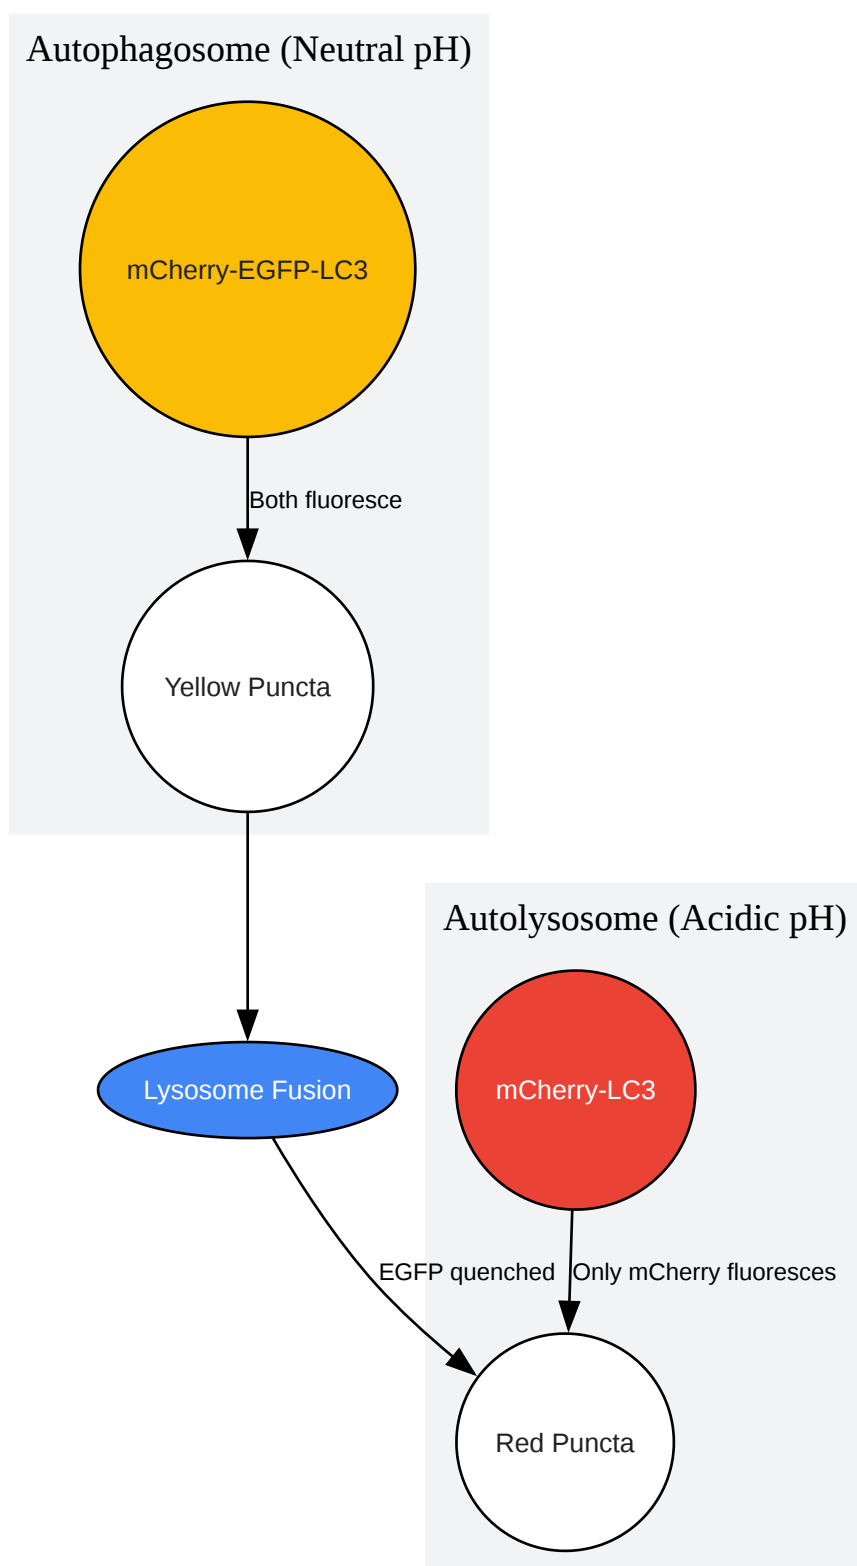 Autophagosome (Neutral pH)
mCherry-EGFP-LC3
Both fluoresce
Yellow Puncta
Autolysosome (Acidic pH)
Lysosome Fusion
mCherry-LC3
EGFP quenched
Only mCherry fluoresces
Red Puncta